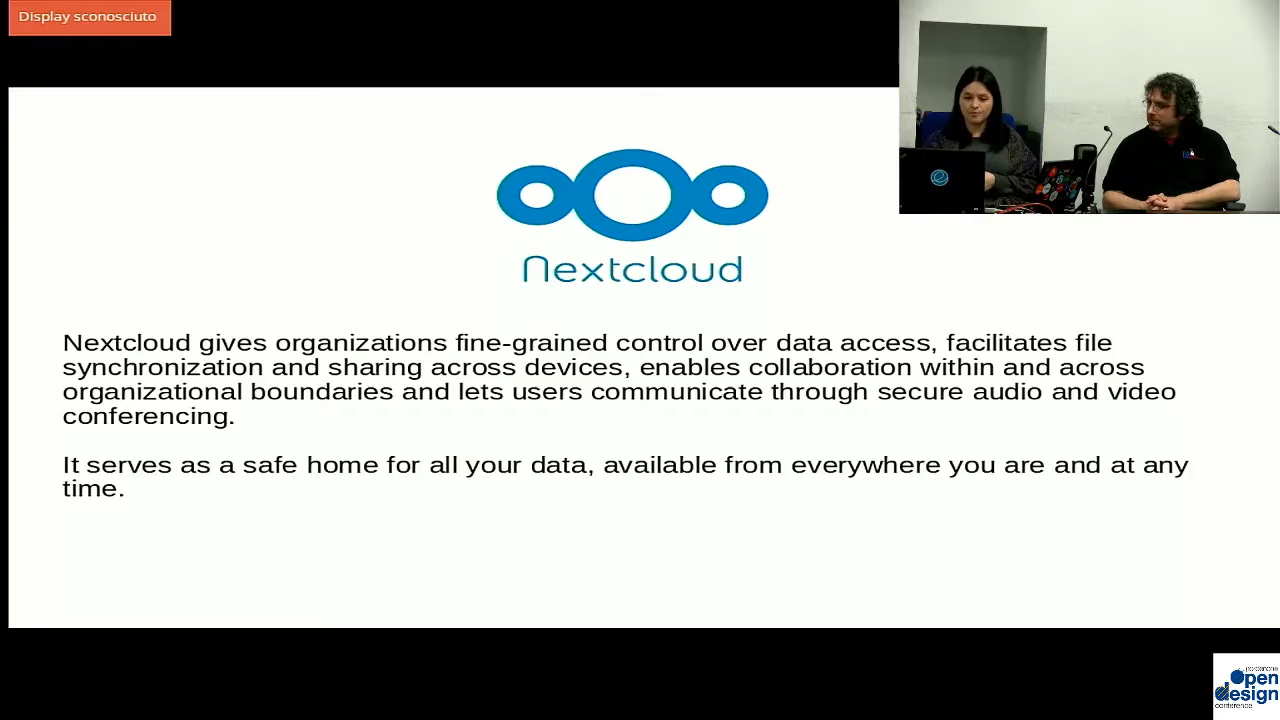 Display sconosciuto
Nextcloud
Nextcloud gives organizations fine-grained control over data access, facilitates file
synchronization and sharing across devices, enables collaboration within and across
organizational boundaries and lets users communicate through secure audio and video
conferencing.
It serves as a safe home for all your data, available from everywhere you are and at any
time.
pordenone
open
design
conference